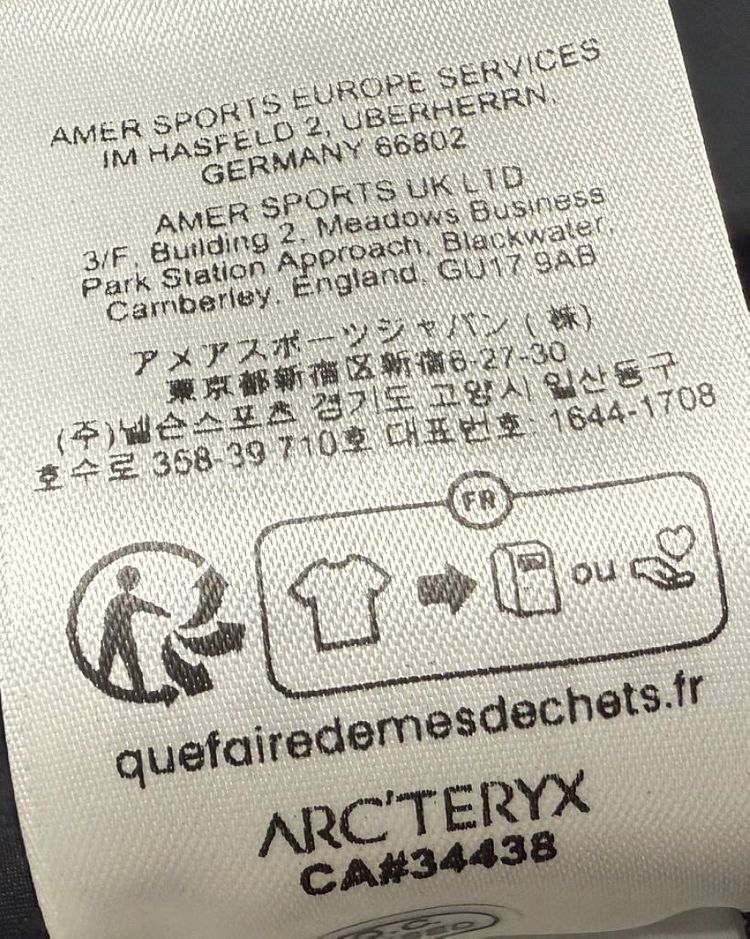 AMER SPORTS EUROPE SERVICES
IM HASFELD 2, UBERHERRN,
GERMANY 66802
AMER SPORTS UK LTD
3/F, Building 2, Meadows Business
Park Station Approach, Blackwater,
Camberley, England, GU17 9AB
アメアスポーツジャパン(株)
東京都新宿区新宿6-27-30
(주)넬슨스포츠 경기도 고양시 일산동구
호수로 358-39 710호 대표번호: 1644-1708
FR
ou
quefairedemesdechets.fr
ARC'TERYX
CA#34438